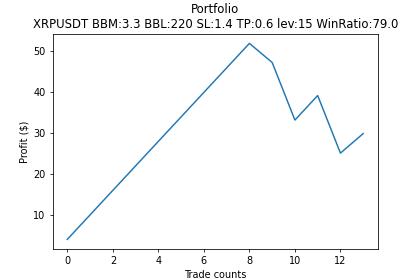 Portfolio
XRPUSDT BBM:3.3 BBL:220 SL:1.4 TP:0.6 lev:15 WinRatio:79.0
50
40
30
20
10
Profit ($)
0 2 4 6 8 10 12
Trade counts